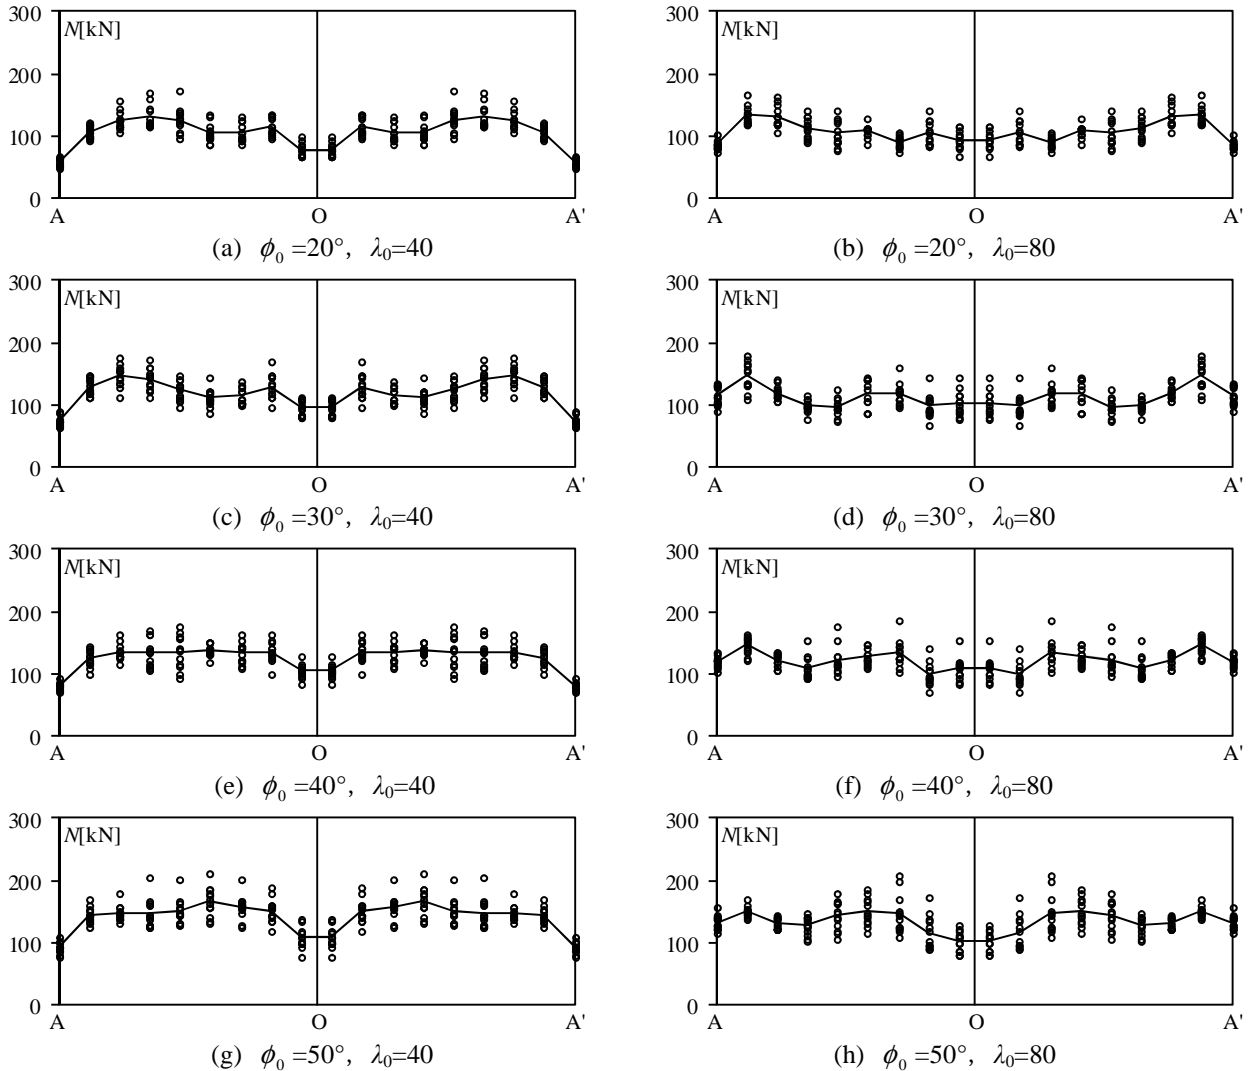 300
N[kN]
200
100
0
A
O
A'
(a) ϕ₀ =20°, λ₀=40
300
N[kN]
200
100
0
A
O
A'
(b) ϕ₀ =20°, λ₀=80
300
N[kN]
200
100
0
A
O
A'
(c) ϕ₀ =30°, λ₀=40
300
N[kN]
200
100
0
A
O
A'
(d) ϕ₀ =30°, λ₀=80
300
N[kN]
200
100
0
A
O
A'
(e) ϕ₀ =40°, λ₀=40
300
N[kN]
200
100
0
A
O
A'
(f) ϕ₀ =40°, λ₀=80
300
N[kN]
200
100
0
A
O
A'
(g) ϕ₀ =50°, λ₀=40
300
N[kN]
200
100
0
A
O
A'
(h) ϕ₀ =50°, λ₀=80